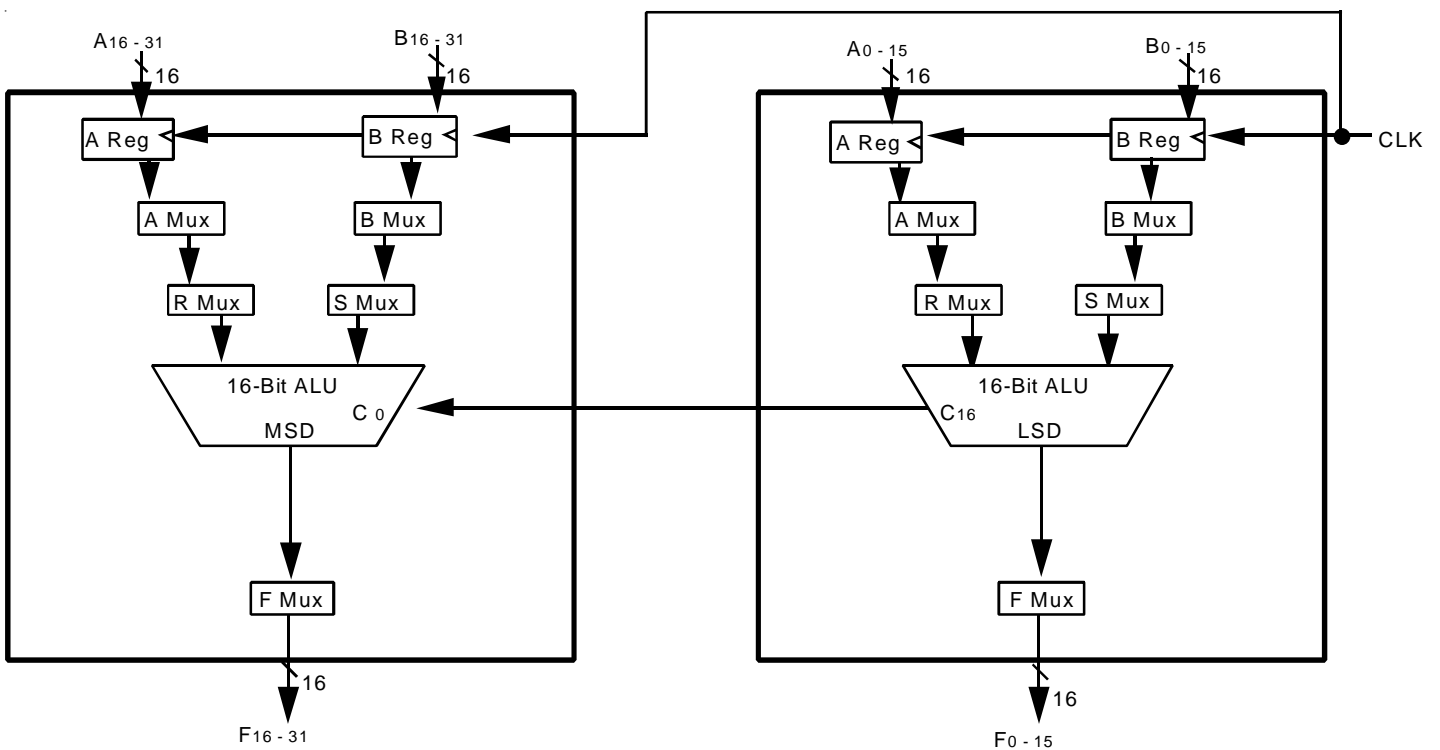 A16 - 31
B16 - 31
A0 - 15
B0 - 15
16
16
16
16
A Reg
B Reg
A Reg
B Reg
CLK
A Mux
B Mux
A Mux
B Mux
R Mux
S Mux
R Mux
S Mux
16-Bit ALU
C 0
MSD
16-Bit ALU
C16
LSD
F Mux
F Mux
16
16
F16 - 31
F0 - 15